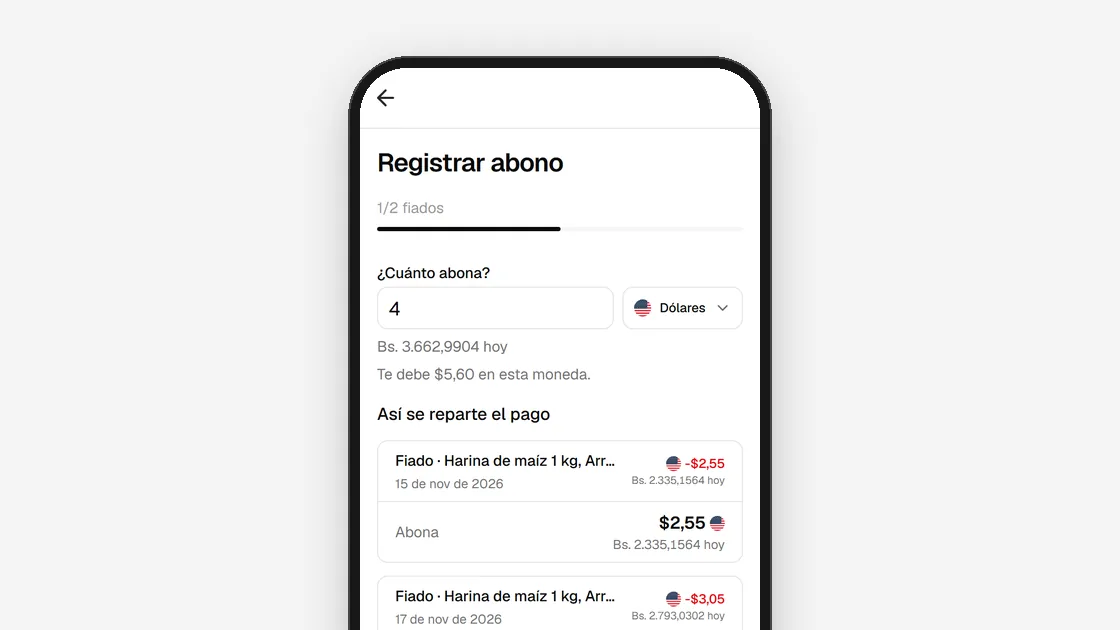 Registrar abono
1/2 fiados
¿Cuánto abona?
4
Dólares
Bs. 3.662,9904 hoy
Te debe $5,60 en esta moneda.
Así se reparte el pago
Fiado · Harina de maíz 1 kg, Arr...
-$2,55
15 de nov de 2026
Bs. 2.335,1564 hoy
Abona
$2,55
Bs. 2.335,1564 hoy
Fiado · Harina de maíz 1 kg, Arr...
-$3,05
17 de nov de 2026
Bs. 2.793,0302 hoy